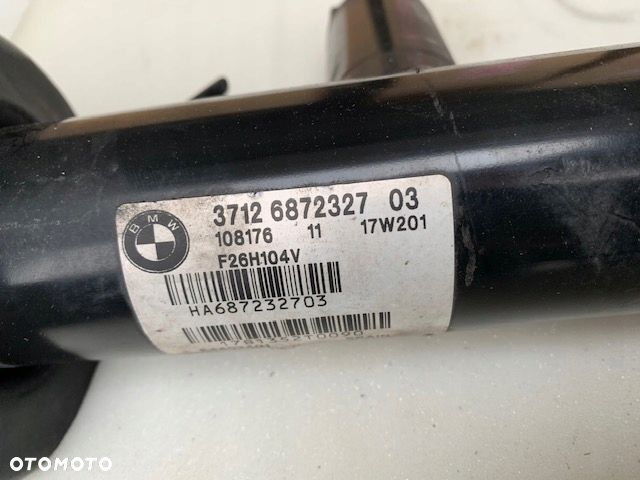 BMW
3712 6872327 03
108176 11 17W201
F26H104V
HA687232703
OTOMOTO